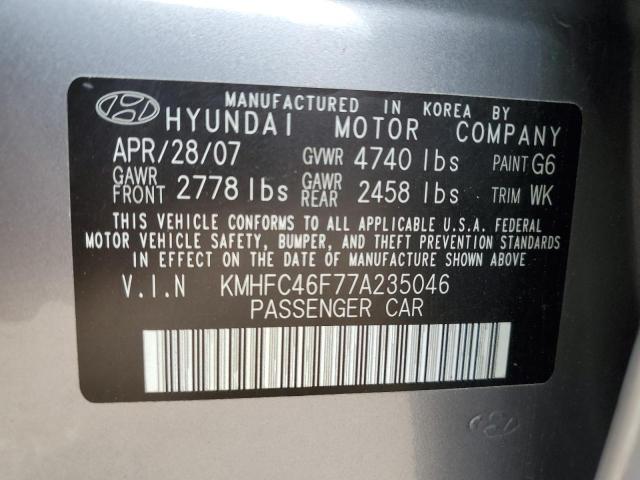 MANUFACTURED IN KOREA BY
HYUNDAI MOTOR COMPANY
APR/28/07 GVWR 4740 lbs PAINT G6
GAWR FRONT 2778 lbs GAWR REAR 2458 lbs TRIM WK
THIS VEHICLE CONFORMS TO ALL APPLICABLE U.S.A. FEDERAL
MOTOR VEHICLE SAFETY, BUMPER, AND THEFT PREVENTION STANDARDS
IN EFFECT ON THE DATE OF MANUFACTURE SHOWN ABOVE.
V.I.N KMHFC46F77A235046
PASSENGER CAR